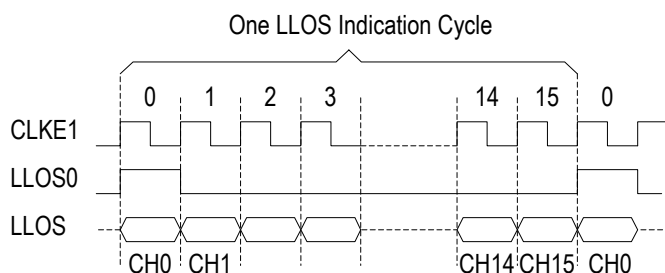 One LLOS Indication Cycle
0 1 2 3 14 15 0
CLKE1
LLOS0
LLOS
CH0 CH1 CH14 CH15 CH0